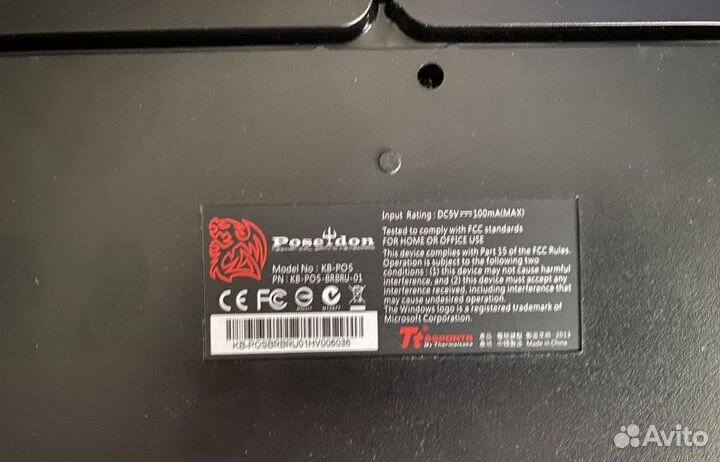 Poseidon
Model No : KB-POS
PN : KB-POS-BRBRU-01
CE FC
KB-POSBRBRU01HV006036
Input Rating : DC5V 100mA(MAX)
Tested to comply with FCC standards
FOR HOME OR OFFICE USE
This device complies with Part 15 of the FCC Rules.
Operation is subject to the following two
conditions: (1) this device may not cause harmful
interference, and (2) this device must accept any
interference received, including interference that
may cause undesired operation.
The Windows logo is a registered trademark of
Microsoft Corporation.
Tt eSPORTS
By Thermaltake
2013
Made in China
Avito